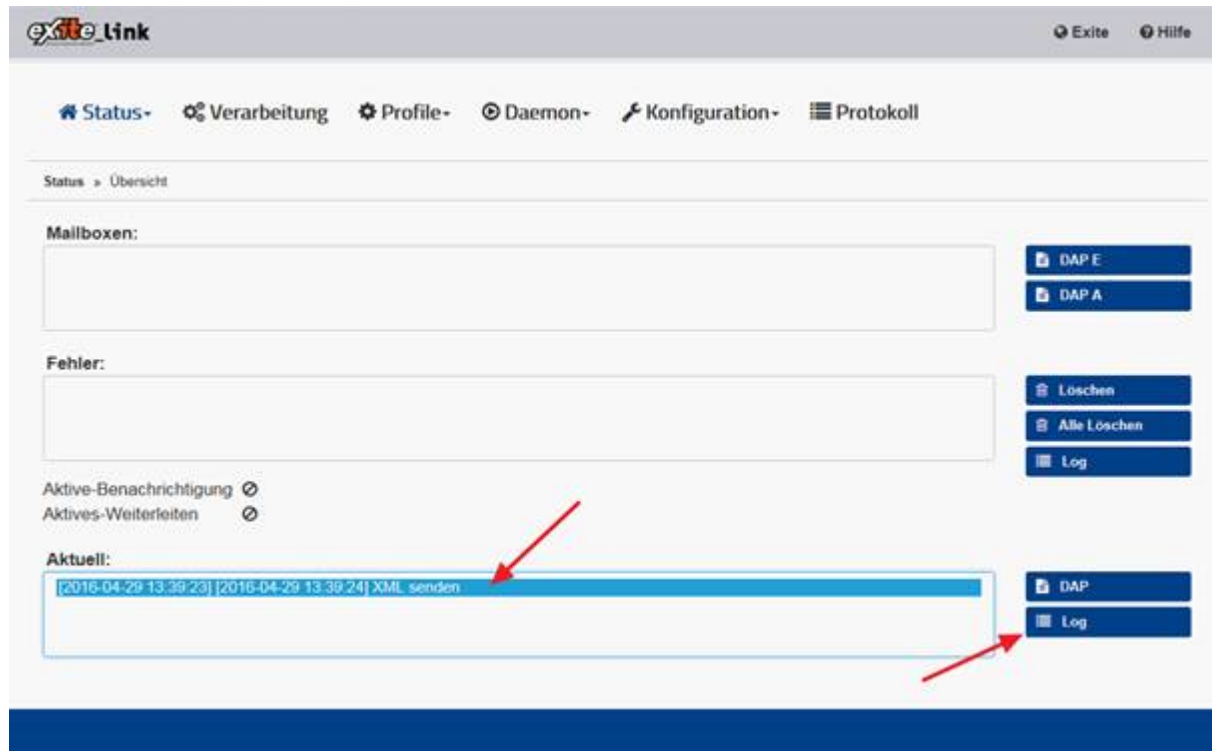 exite_link
Exite Hilfe
Status Verarbeitung Profile Daemon Konfiguration Protokoll
Status » Übersicht
Mailboxen:
DAP E
DAP A
Fehler:
Löschen
Alle Löschen
Log
Aktive-Benachrichtigung
Aktives-Weiterleiten
Aktuell:
[2016-04-29 13:39:23] [2016-04-29 13:39:24] XML senden
DAP
Log